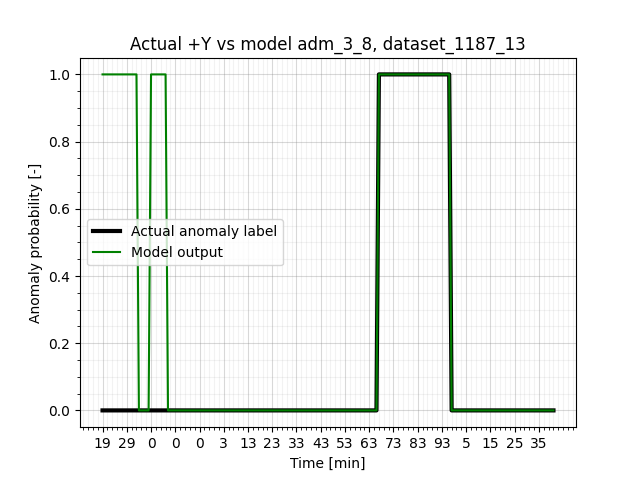 Actual +Y vs model adm_3_8, dataset_1187_13
1.0
0.8
0.6
0.4
0.2
0.0
Anomaly probability [-]
Actual anomaly label
Model output
19 29 0 0 0 3 13 23 33 43 53 63 73 83 93 5 15 25 35
Time [min]